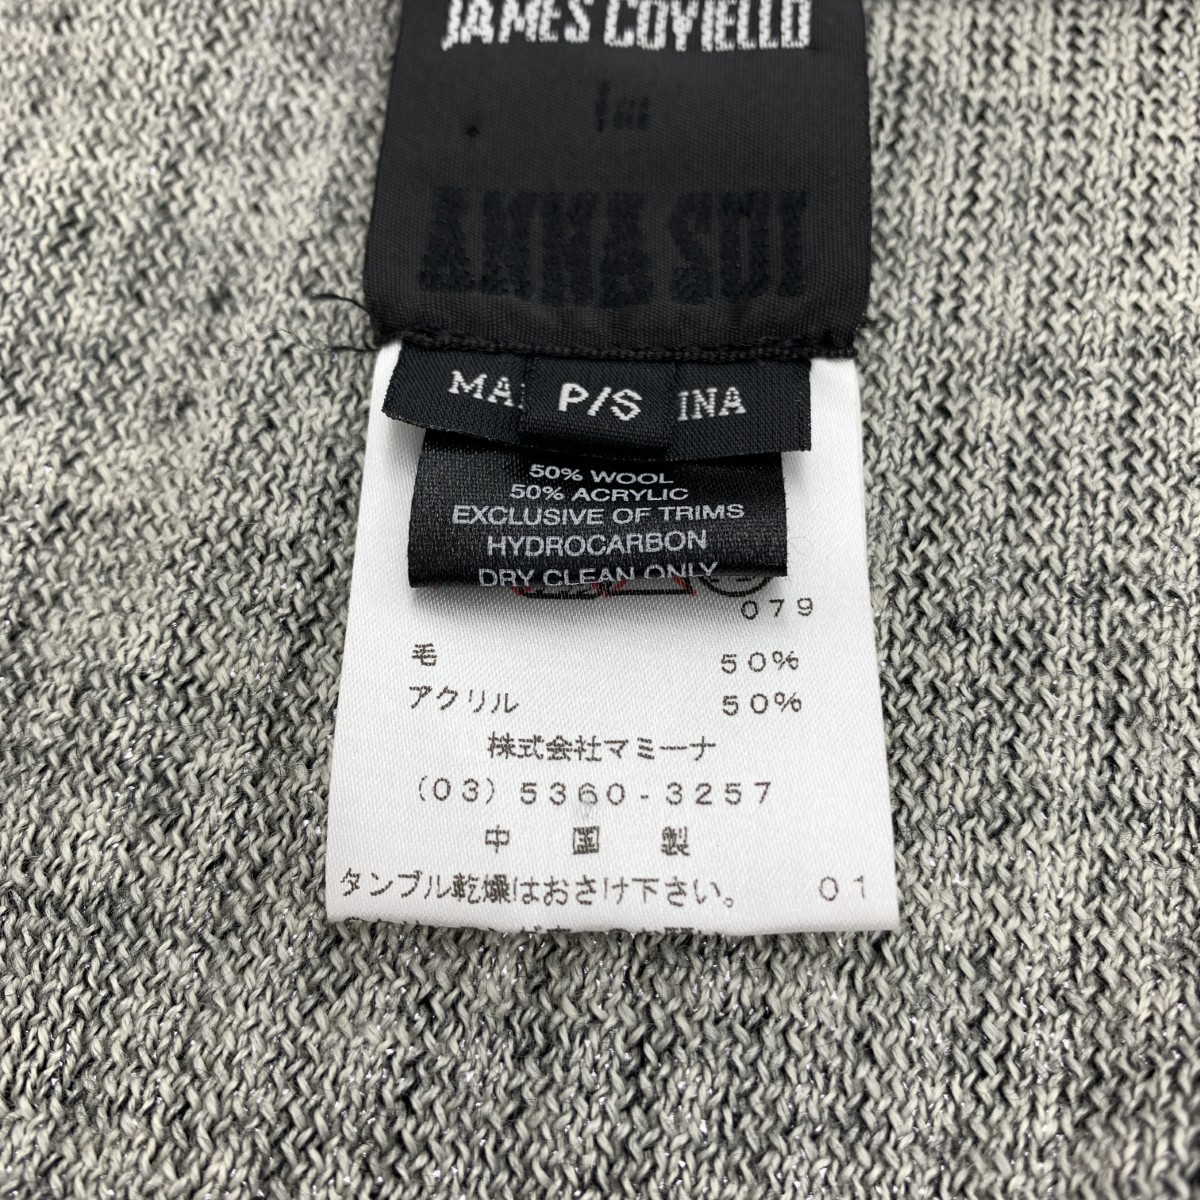 JAMES COVIELLO
for
ANNA SUI
MA P/S INA
50% WOOL
50% ACRYLIC
EXCLUSIVE OF TRIMS
HYDROCARBON
DRY CLEAN ONLY
079
毛 50%
アクリル 50%
株式会社マミーナ
(03) 5360-3257
中国製
タンブル乾燥はおさけ下さい。 01